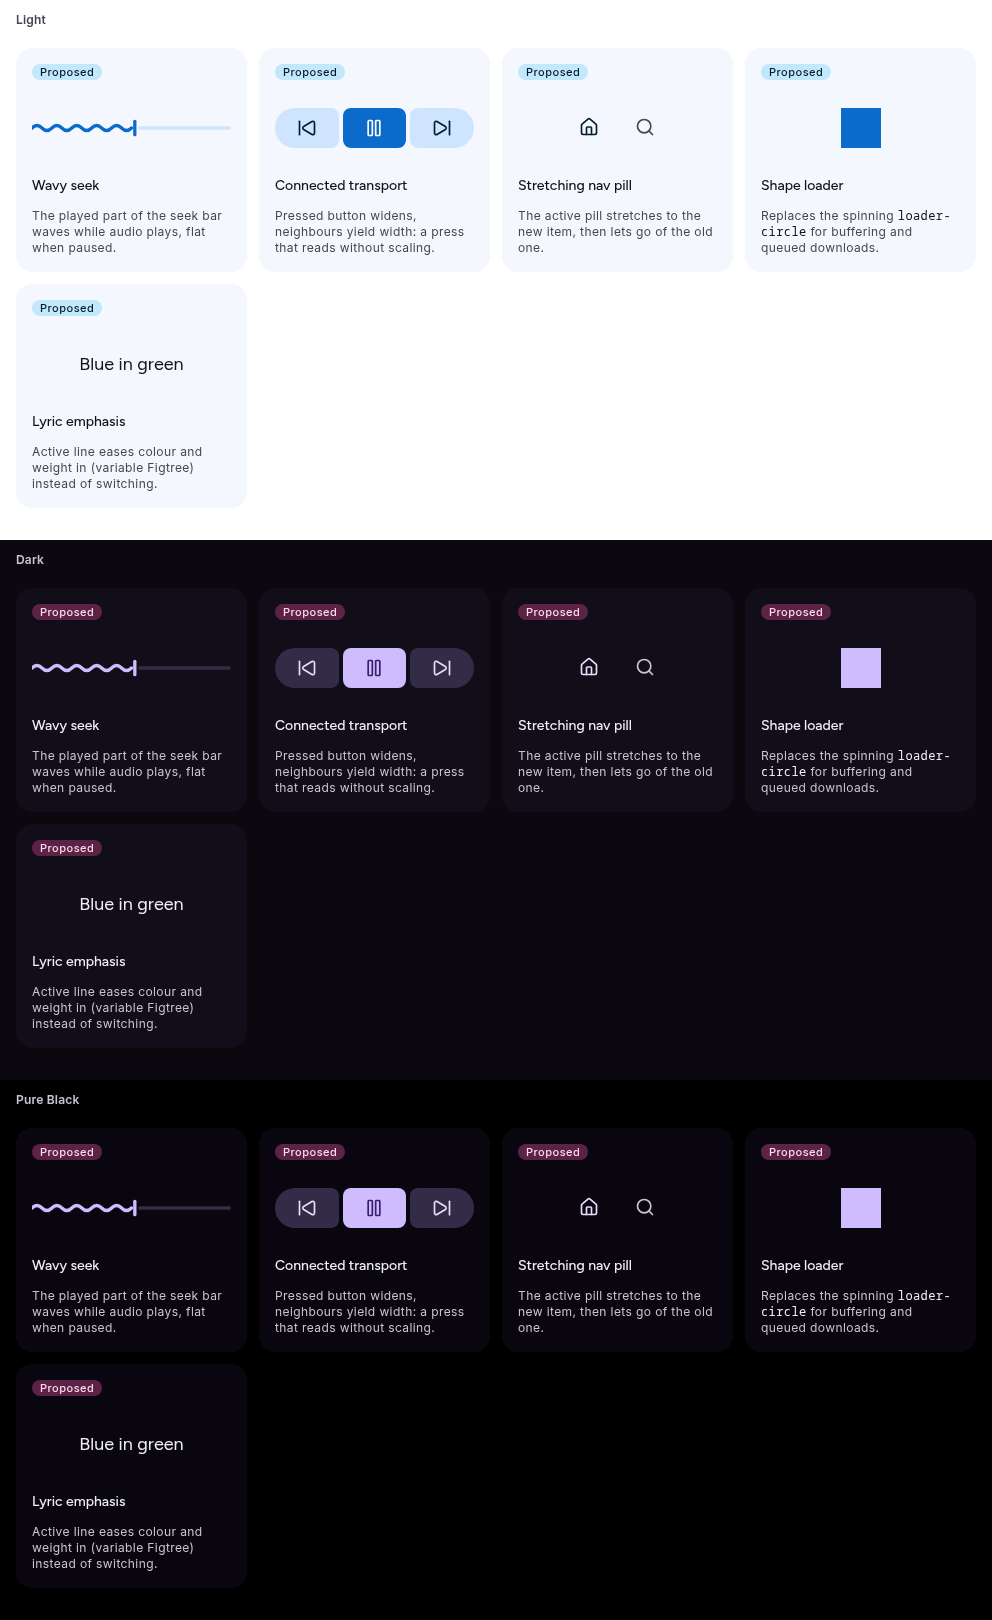 Light
Proposed
Wavy seek
The played part of the seek bar
waves while audio plays, flat
when paused.
Proposed
Connected transport
Pressed button widens,
neighbours yield width: a press
that reads without scaling.
Proposed
Stretching nav pill
The active pill stretches to the
new item, then lets go of the old
one.
Proposed
Shape loader
Replaces the spinning loader-
circle for buffering and
queued downloads.
Proposed
Blue in green
Lyric emphasis
Active line eases colour and
weight in (variable Figtree)
instead of switching.
Dark
Proposed
Wavy seek
The played part of the seek bar
waves while audio plays, flat
when paused.
Proposed
Connected transport
Pressed button widens,
neighbours yield width: a press
that reads without scaling.
Proposed
Stretching nav pill
The active pill stretches to the
new item, then lets go of the old
one.
Proposed
Shape loader
Replaces the spinning loader-
circle for buffering and
queued downloads.
Proposed
Blue in green
Lyric emphasis
Active line eases colour and
weight in (variable Figtree)
instead of switching.
Pure Black
Proposed
Wavy seek
The played part of the seek bar
waves while audio plays, flat
when paused.
Proposed
Connected transport
Pressed button widens,
neighbours yield width: a press
that reads without scaling.
Proposed
Stretching nav pill
The active pill stretches to the
new item, then lets go of the old
one.
Proposed
Shape loader
Replaces the spinning loader-
circle for buffering and
queued downloads.
Proposed
Blue in green
Lyric emphasis
Active line eases colour and
weight in (variable Figtree)
instead of switching.